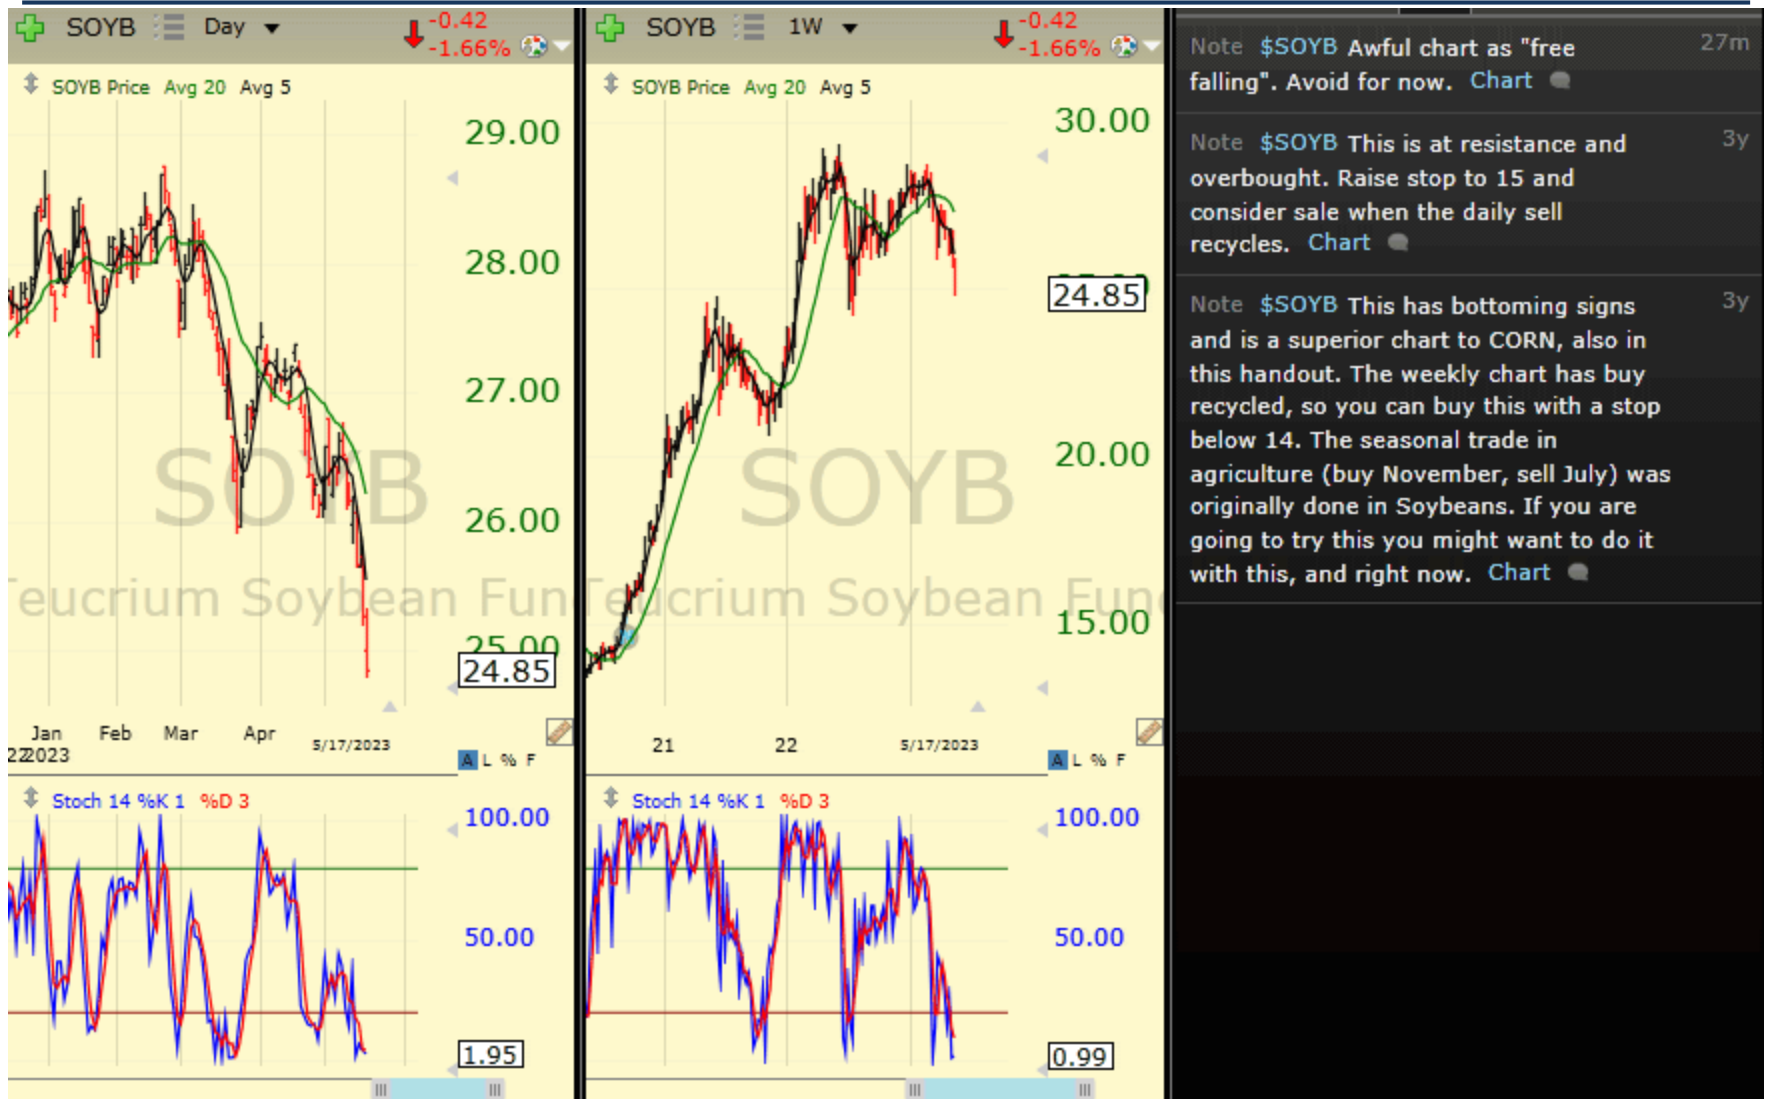 SOYB Day -0.42
-1.66%
SOYB Price Avg 20 Avg 5
29.00
28.00
27.00
SOYB
26.00
Teucrium Soybean Fun
25.00
24.85
Jan Feb Mar Apr 5/17/2023
22 2023
A L % F
Stoch 14 %K 1 %D 3
100.00
50.00
1.95
SOYB 1W -0.42
-1.66%
SOYB Price Avg 20 Avg 5
30.00
24.85
20.00
SOYB
Teucrium Soybean Fun
15.00
21 22 5/17/2023
A L % F
Stoch 14 %K 1 %D 3
100.00
50.00
0.99
Note $SOYB Awful chart as "free 27m
falling". Avoid for now. Chart
Note $SOYB This is at resistance and 3y
overbought. Raise stop to 15 and
consider sale when the daily sell
recycles. Chart
Note $SOYB This has bottoming signs 3y
and is a superior chart to CORN, also in
this handout. The weekly chart has buy
recycled, so you can buy this with a stop
below 14. The seasonal trade in
agriculture (buy November, sell July) was
originally done in Soybeans. If you are
going to try this you might want to do it
with this, and right now. Chart